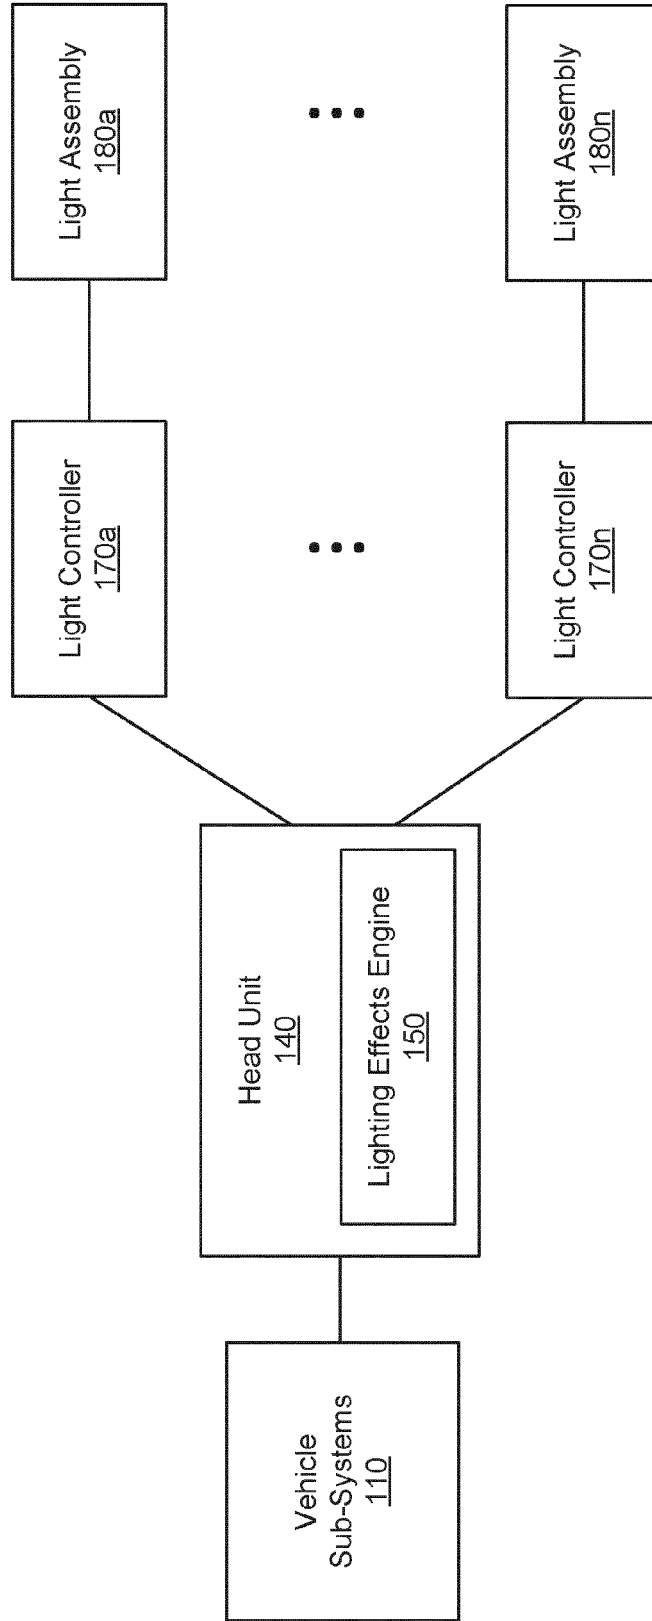 Vehicle
Sub-Systems
110
Head Unit
140
Lighting Effects Engine
150
Light Controller
170a
Light Assembly
180a
Light Controller
170n
Light Assembly
180n